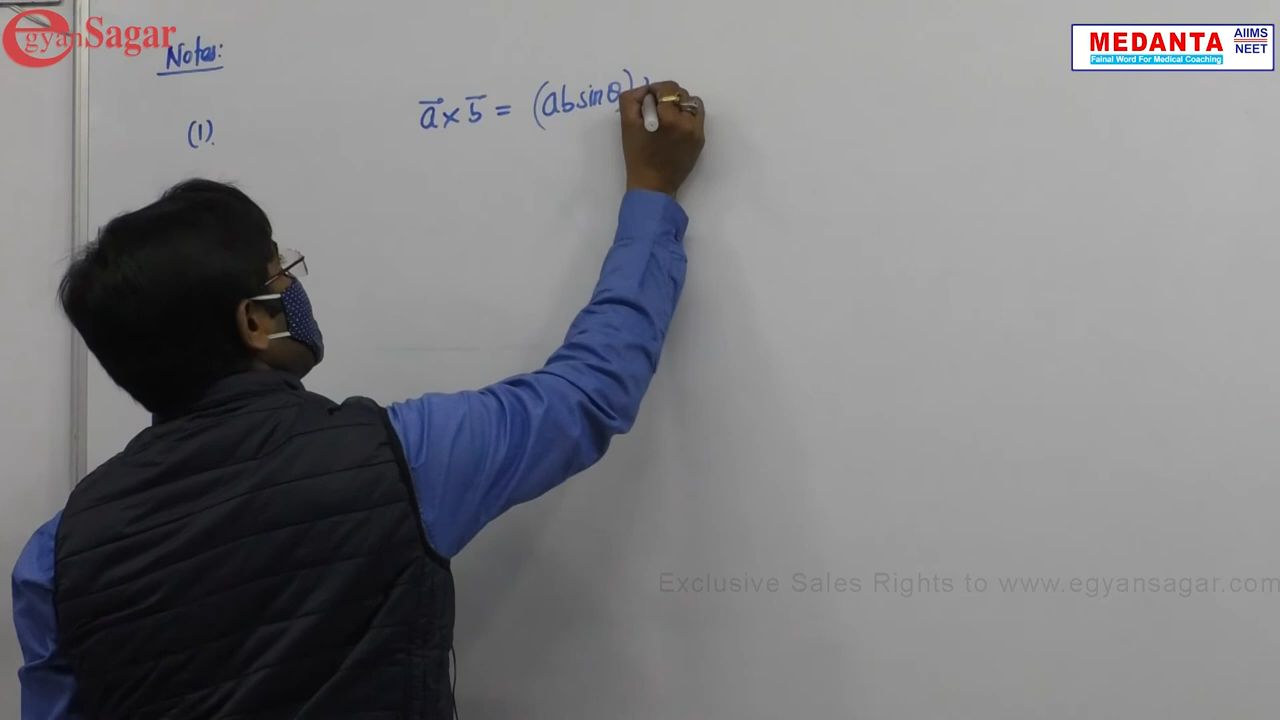 egyanSagar
MEDANTA AIIMS NEET
Fainal Word For Medical Coaching
Notes:
(1).
a⃗ × b⃗ = (ab sinθ)
Exclusive Sales Rights to www.egyansagar.com